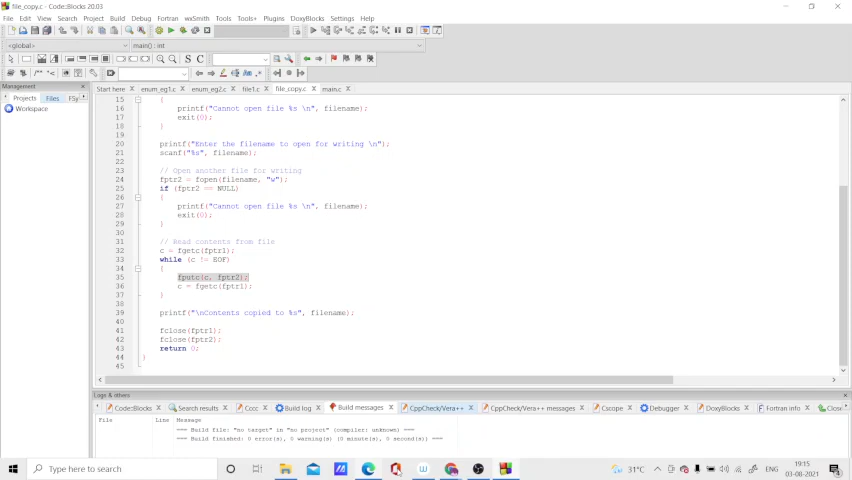 file_copy.c - Code::Blocks 20.03
File Edit View Search Project Build Debug Fortran wxSmith Tools Tools+ Plugins DoxyBlocks Settings Help
<global> main() : int
S C
/** *<
Management
Projects Files FSy
Workspace
Start here enum_eg1.c enum_eg2.c file1.c file_copy.c main.c
15 {
16 printf("Cannot open file %s \n", filename);
17 exit(0);
18 }
19
20 printf("Enter the filename to open for writing \n");
21 scanf("%s", filename);
22
23 // Open another file for writing
24 fptr2 = fopen(filename, "w");
25 if (fptr2 == NULL)
26 {
27 printf("Cannot open file %s \n", filename);
28 exit(0);
29 }
30
31 // Read contents from file
32 c = fgetc(fptr1);
33 while (c != EOF)
34 {
35 fputc(c, fptr2);
36 c = fgetc(fptr1);
37 }
38
39 printf("\nContents copied to %s", filename);
40
41 fclose(fptr1);
42 fclose(fptr2);
43 return 0;
44 }
45
Logs & others
Code::Blocks Search results Cccc Build log Build messages CppCheck/Vera++ CppCheck/Vera++ messages Cscope Debugger DoxyBlocks Fortran info Closed
File Line Message
=== Build file: "no target" in "no project" (compiler: unknown) ===
=== Build finished: 0 error(s), 0 warning(s) (0 minute(s), 0 second(s)) ===
Type here to search
31°C ENG 19:15
03-08-2021
4